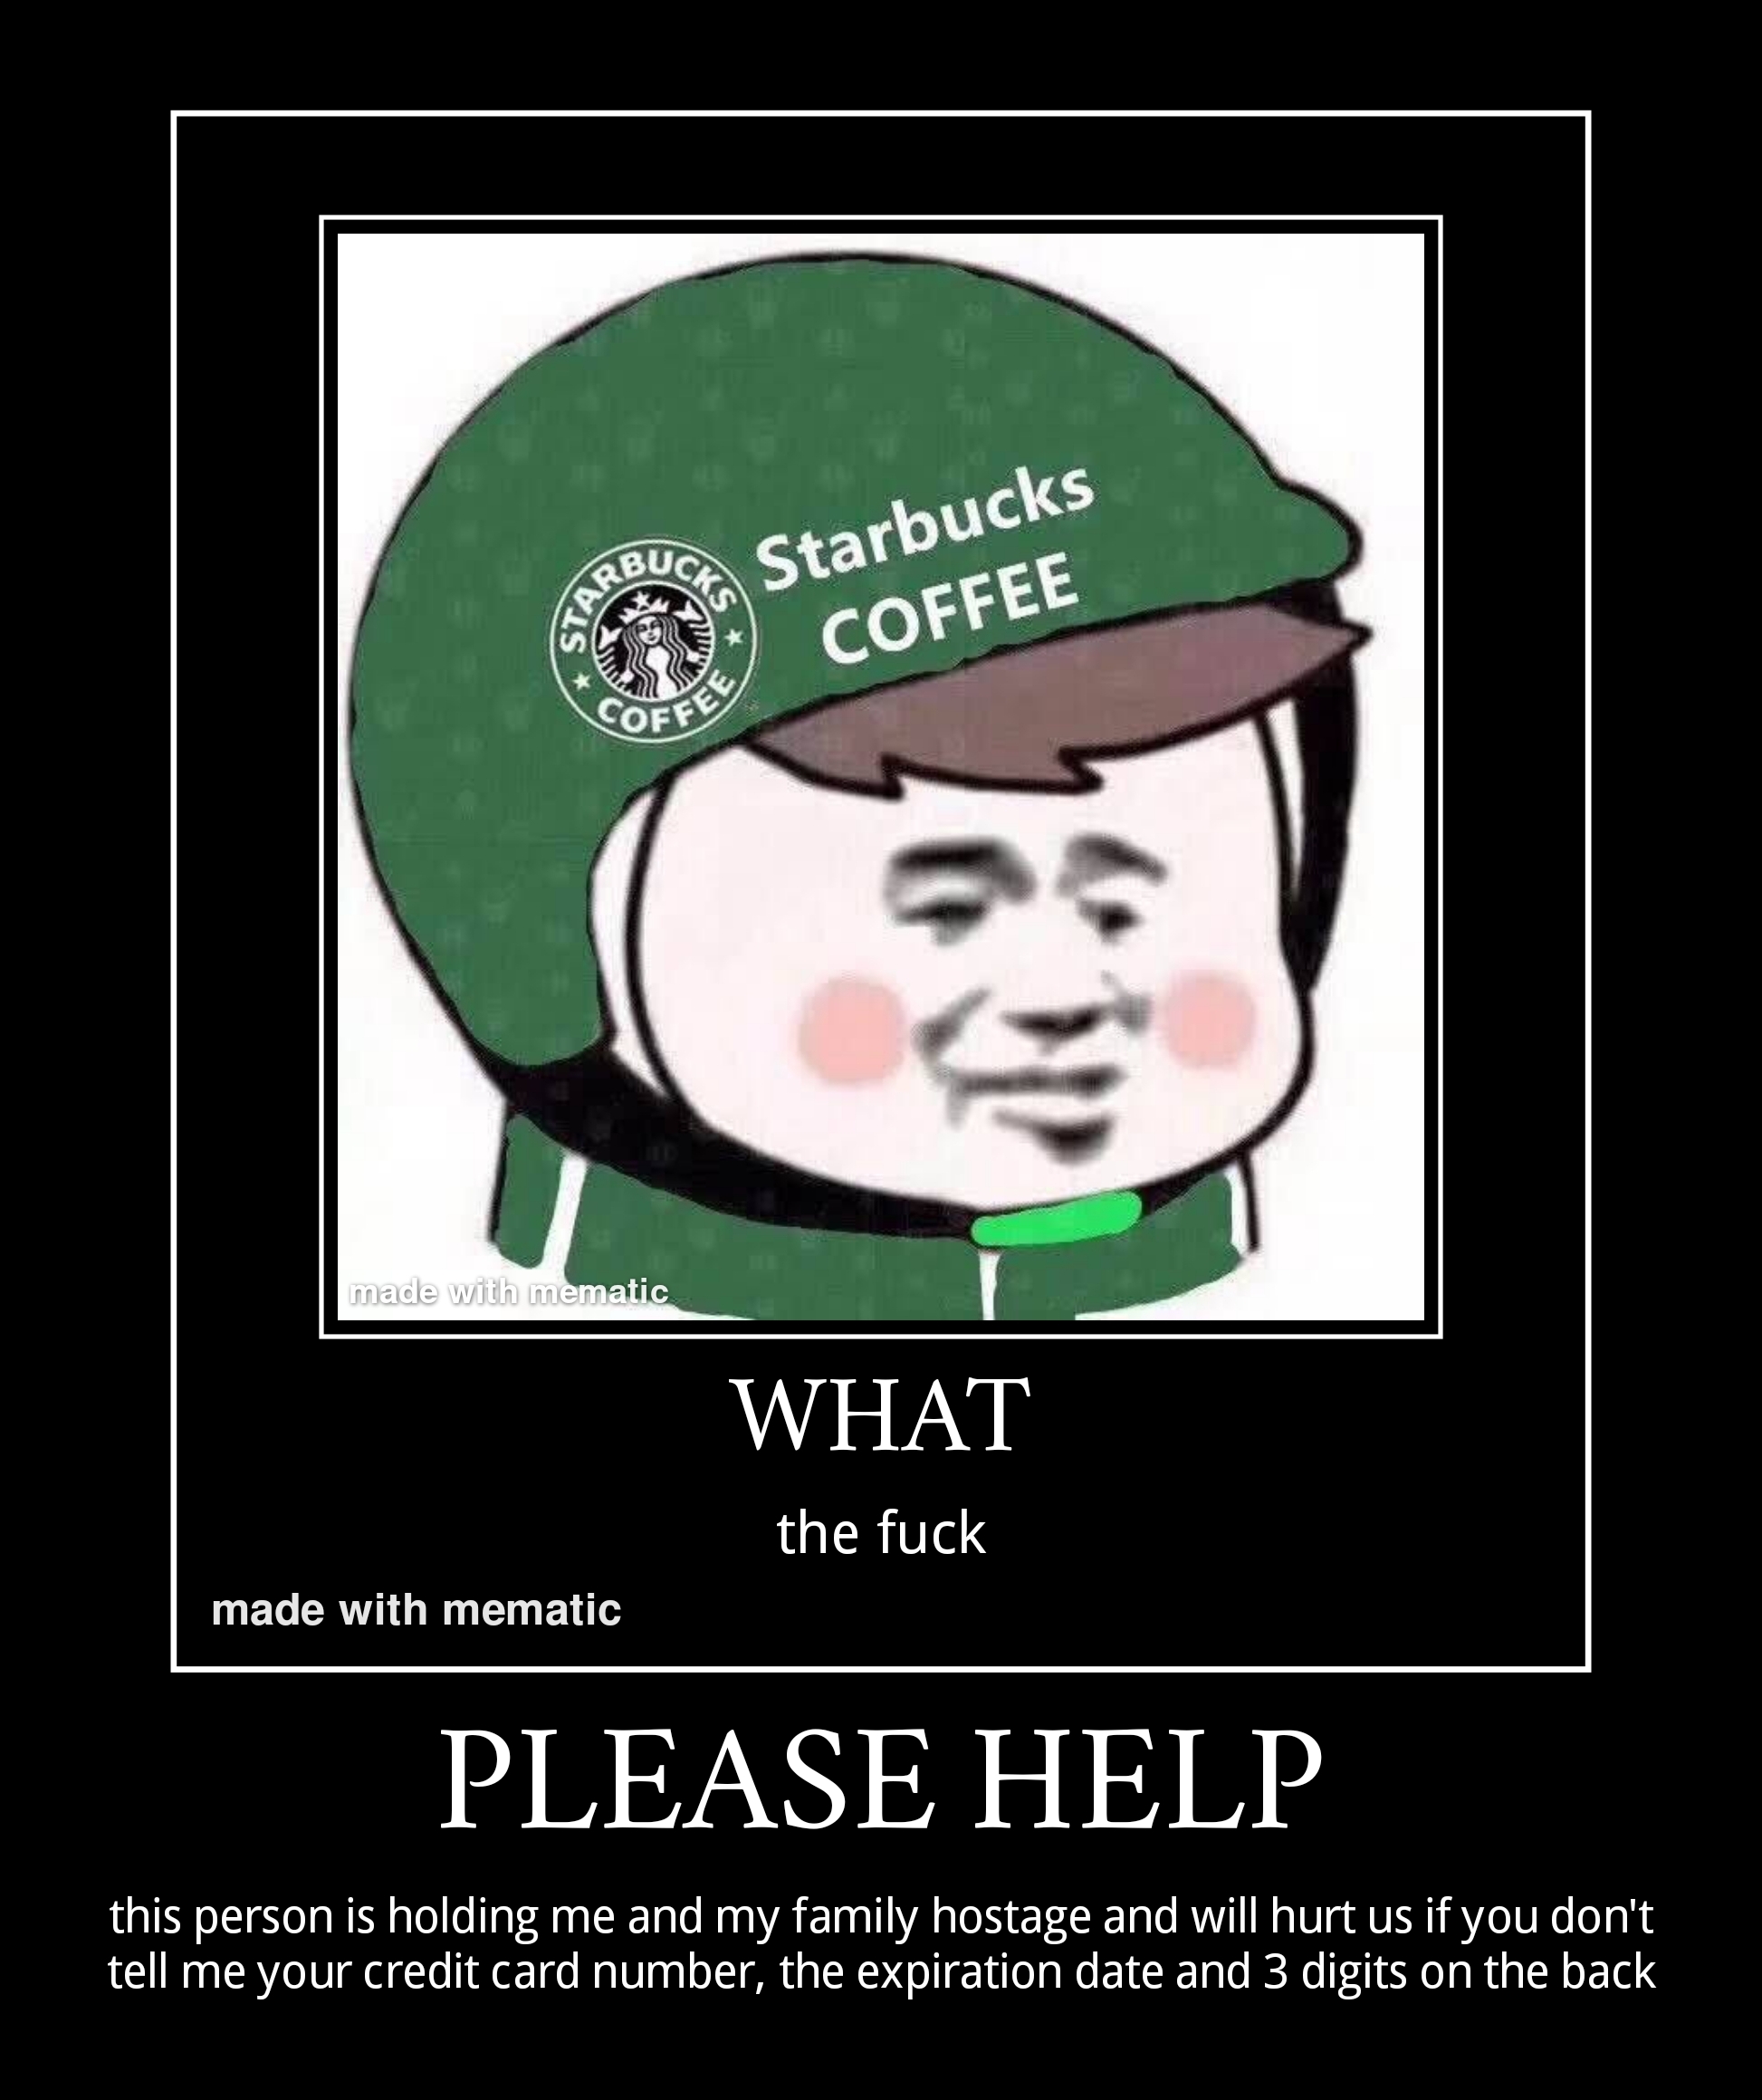 STARBUCKS
COFFEE
Starbucks
COFFEE
made with mematic
WHAT
the fuck
made with mematic
PLEASE HELP
this person is holding me and my family hostage and will hurt us if you don't
tell me your credit card number, the expiration date and 3 digits on the back